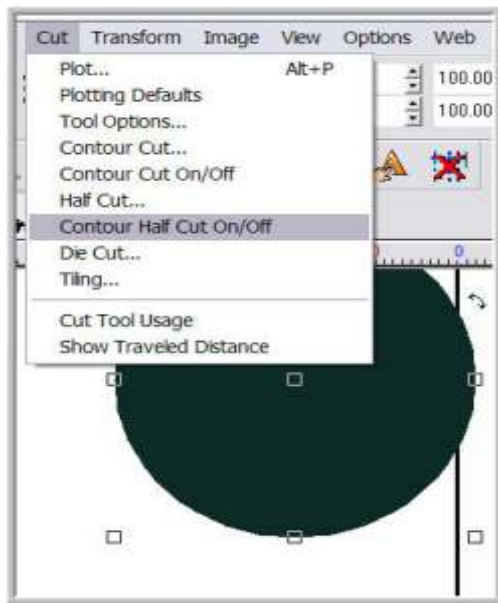 Cut Transform Image View Options Web
Plot... Alt+P
Plotting Defaults
Tool Options...
Contour Cut...
Contour Cut On/Off
Half Cut...
Contour Half Cut On/Off
Die Cut...
Tiling...
Cut Tool Usage
Show Traveled Distance
100.00
100.00
0